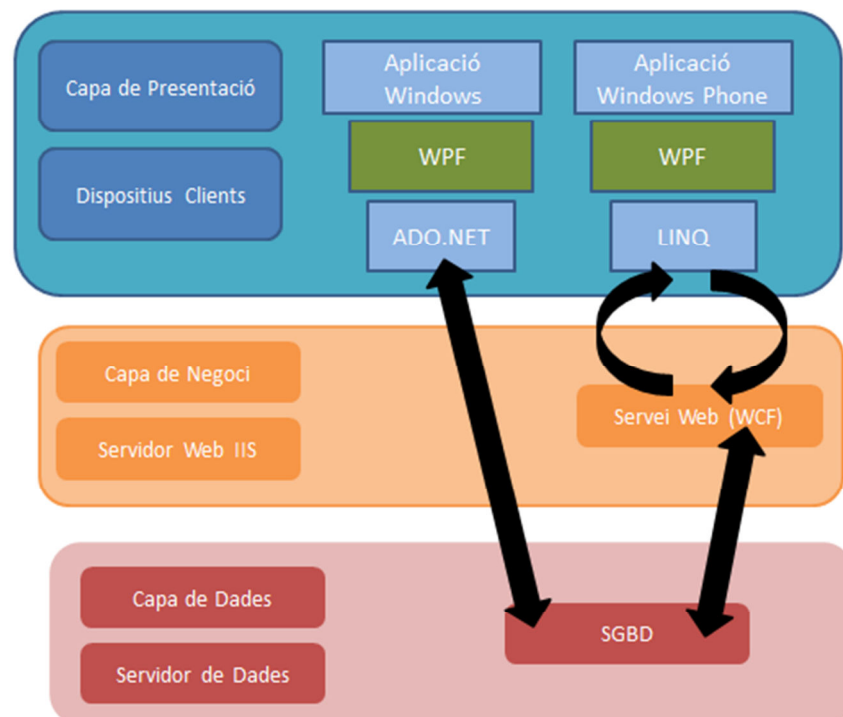 Capa de Presentació
Dispositius Clients
Aplicació
Windows
WPF
ADO.NET
Aplicació
Windows Phone
WPF
LINQ
Capa de Negoci
Servidor Web IIS
Servei Web (WCF)
Capa de Dades
Servidor de Dades
SGBD